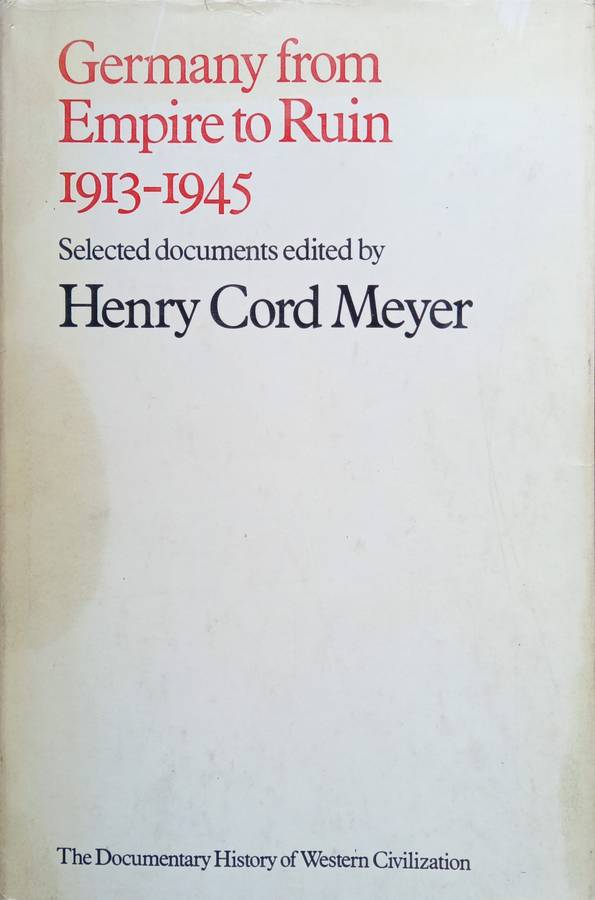 Germany from
Empire to Ruin
1913-1945
Selected documents edited by
Henry Cord Meyer
The Documentary History of Western Civilization